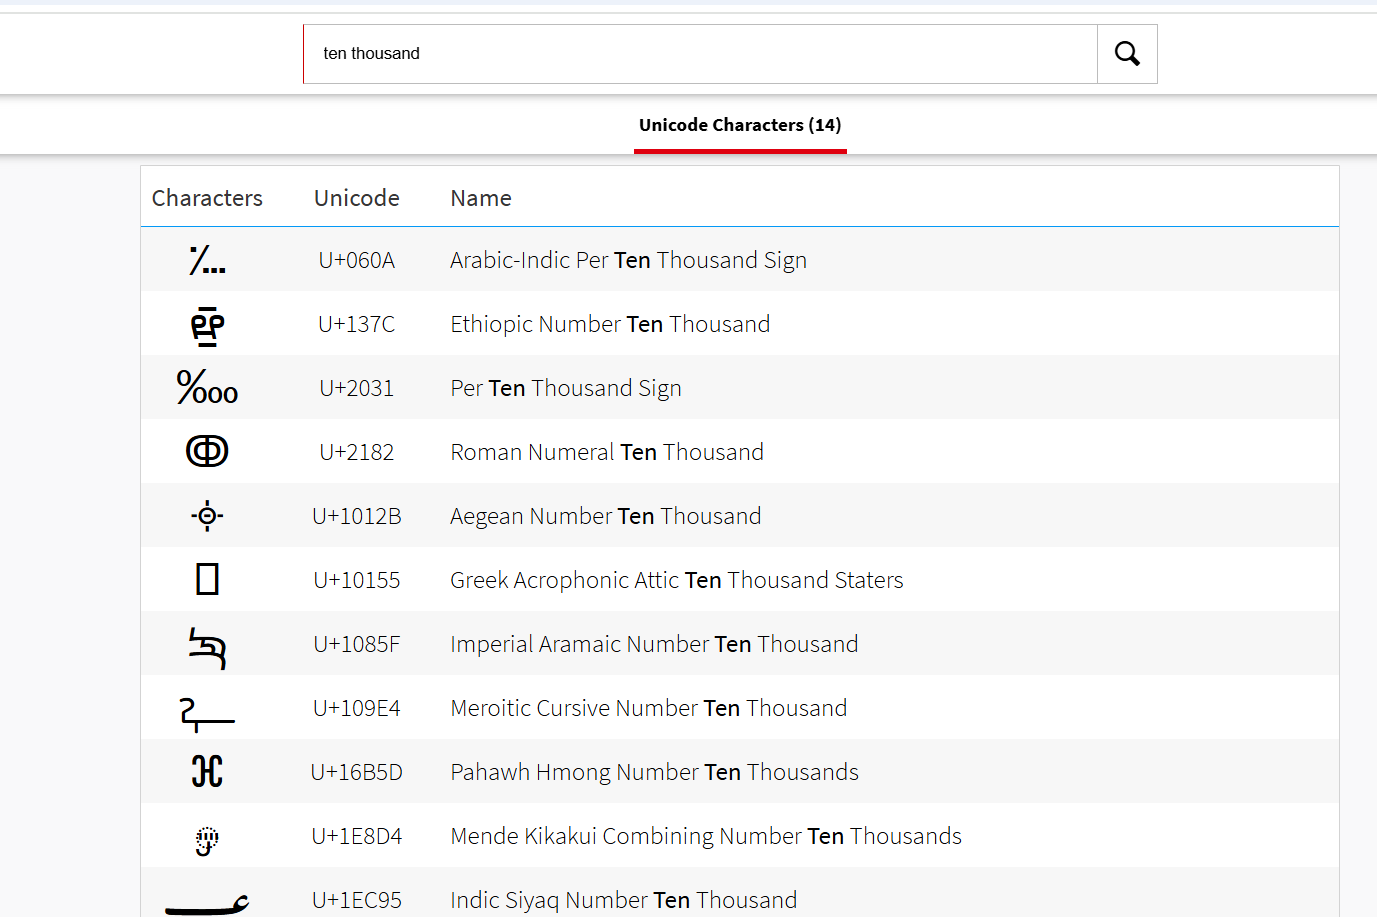 ten thousand
Unicode Characters (14)
Characters Unicode Name
؊ U+060A Arabic-Indic Per Ten Thousand Sign
፼ U+137C Ethiopic Number Ten Thousand
‱ U+2031 Per Ten Thousand Sign
ↂ U+2182 Roman Numeral Ten Thousand
𐄫 U+1012B Aegean Number Ten Thousand
U+10155 Greek Acrophonic Attic Ten Thousand Staters
𐡟 U+1085F Imperial Aramaic Number Ten Thousand
𐧤 U+109E4 Meroitic Cursive Number Ten Thousand
𖭝 U+16B5D Pahawh Hmong Number Ten Thousands
𞣔 U+1E8D4 Mende Kikakui Combining Number Ten Thousands
𞲕 U+1EC95 Indic Siyaq Number Ten Thousand